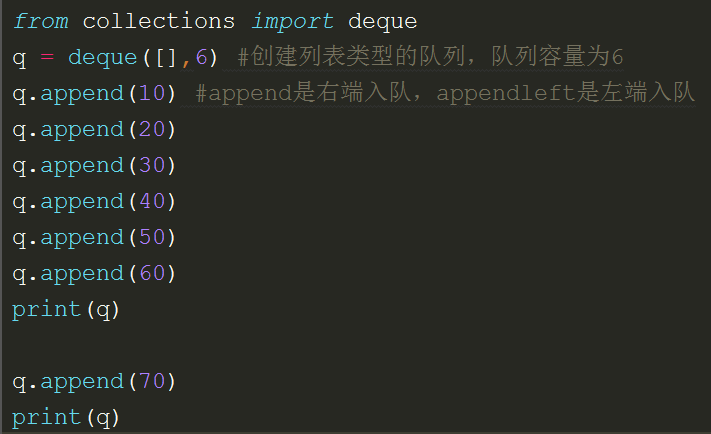 from collections import deque
q = deque([],6) #创建列表类型的队列，队列容量为6
q.append(10) #append是右端入队，appendleft是左端入队
q.append(20)
q.append(30)
q.append(40)
q.append(50)
q.append(60)
print(q)
q.append(70)
print(q)